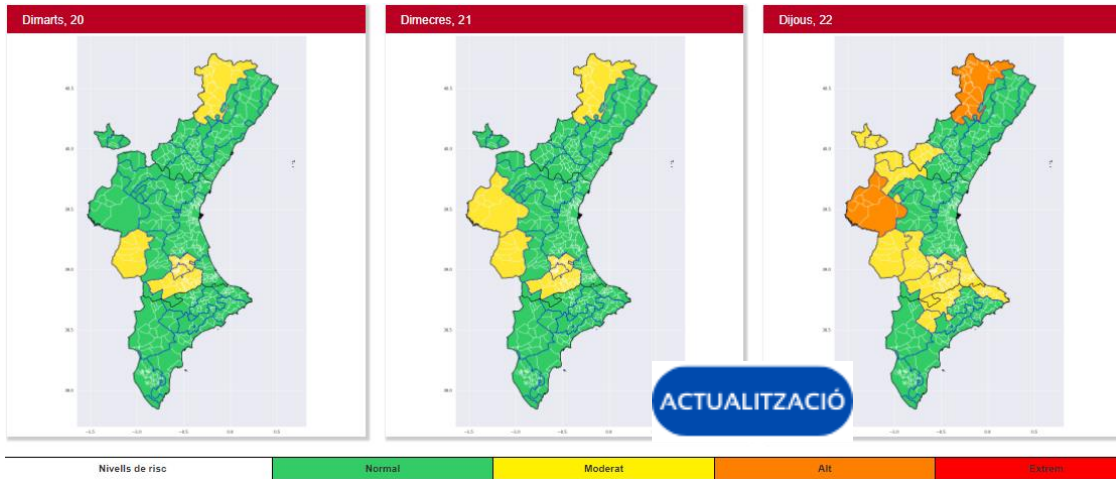 Dimarts, 20
Dimecres, 21
Dijous, 22
ACTUALITZACIÓ
Nivells de risc
Normal
Moderat
Alt
Extrem